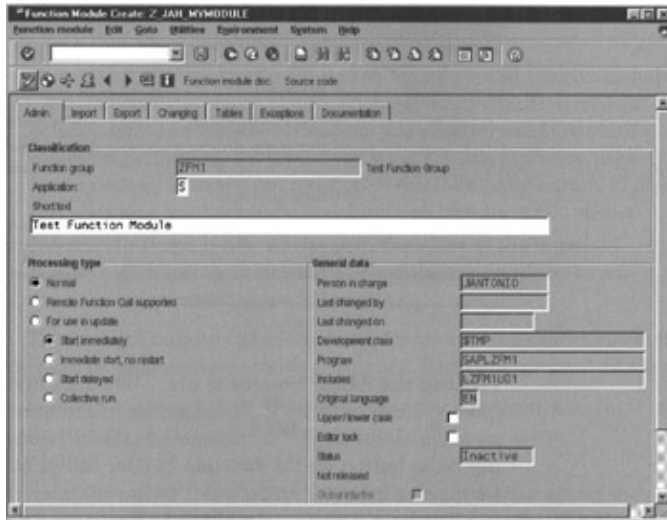 Function Module Create: Z_JAH_MYMODULE
Function module Edit Goto Utilities Environment System Help
Function module doc. Source code
Admin. Import Export Changing Tables Exceptions Documentation
Classification
Function group ZFM1 Test Function Group
Application S
Short text
Test Function Module
Processing type
Normal
Remote Function Call supported
For use in update
Start immediately
Immediate start, no restart
Start delayed
Collective run
General data
Person in charge JANTONIO
Last changed by
Last changed on
Development class $TMP
Program SAPLZFM1
Includes LZFM1U01
Original language EN
Upper/lower case
Editor lock
Status Inactive
Not released
Global interface